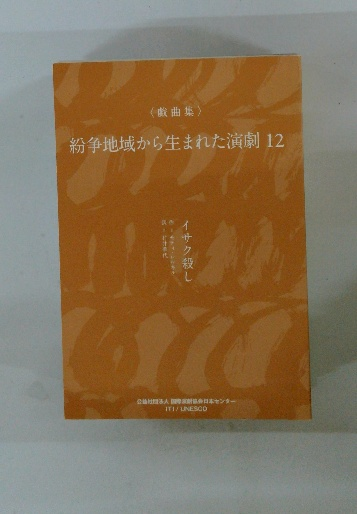 〈戯曲集〉
紛争地域から生まれた演劇 12
イサク殺し
公益社団法人 国際演劇協会日本センター
ITI / UNESCO